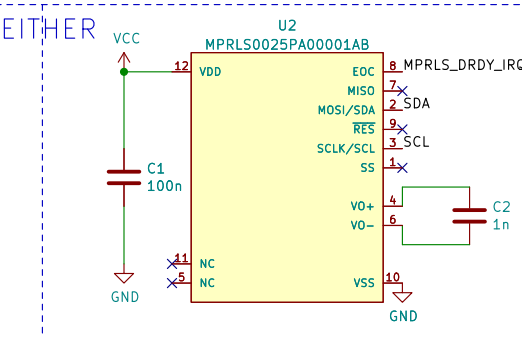 EITHER
U2
MPRLS0025PA00001AB
VCC
12 VDD
EOC 8 MPRLS_DRDY_IRQ
MISO 7
MOSI/SDA 2 SDA
RES 9
SCLK/SCL 3 SCL
SS 1
C1
100n
VO+ 4
VO- 6
C2
1n
11 NC
5 NC
VSS 10
GND
GND